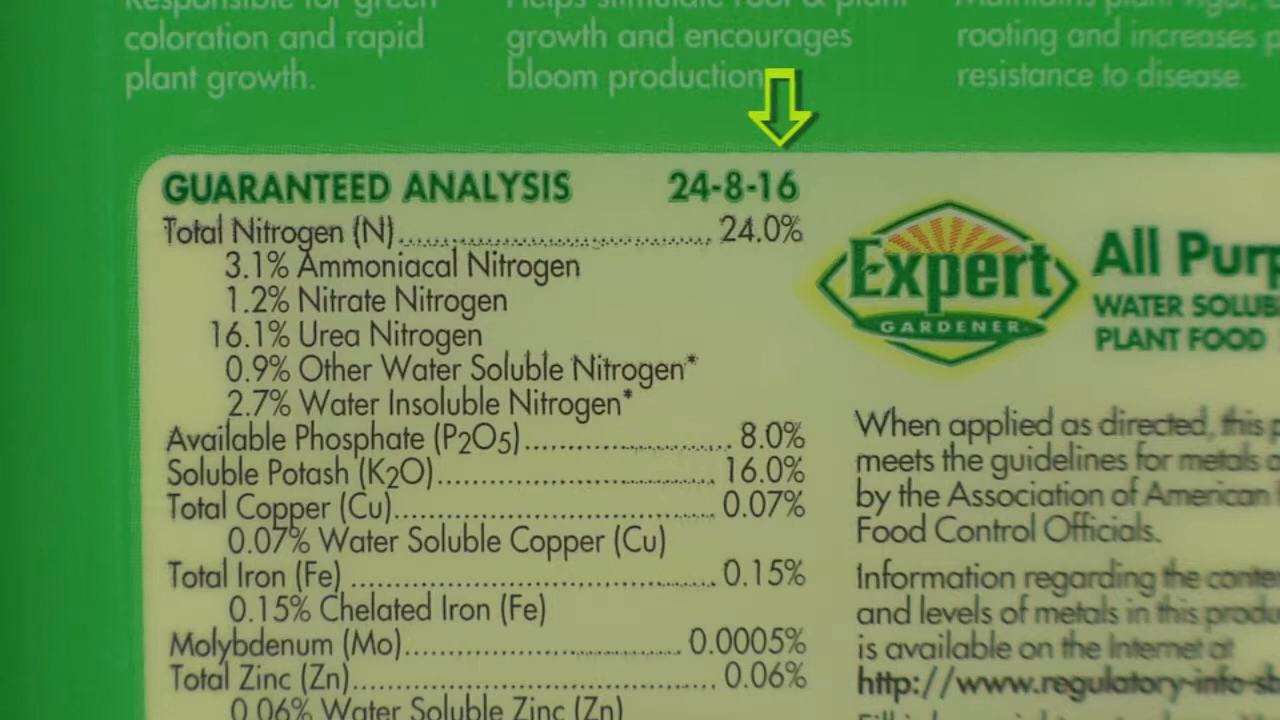 Responsible for green
coloration and rapid
plant growth.
Helps stimulate root & plant
growth and encourages
bloom production
Maintains plant vigor,
rooting and increases
resistance to disease.
GUARANTEED ANALYSIS 24-8-16
Total Nitrogen (N)........................................ 24.0%
3.1% Ammoniacal Nitrogen
1.2% Nitrate Nitrogen
16.1% Urea Nitrogen
0.9% Other Water Soluble Nitrogen*
2.7% Water Insoluble Nitrogen*
Available Phosphate (P2O5)........................... 8.0%
Soluble Potash (K2O)................................... 16.0%
Total Copper (Cu)........................................ 0.07%
0.07% Water Soluble Copper (Cu)
Total Iron (Fe) ............................................. 0.15%
0.15% Chelated Iron (Fe)
Molybdenum (Mo)................................... 0.0005%
Total Zinc (Zn)............................................. 0.06%
0.06% Water Soluble Zinc (Zn)
Expert
GARDENER
All
WATER
PLANT FOOD
When applied as directed, this
meets the guidelines for metals
by the Association of American
Food Control Officials.
Information regarding the
and levels of metals in this
is available on the Internet at
http://www.regulatory-info-